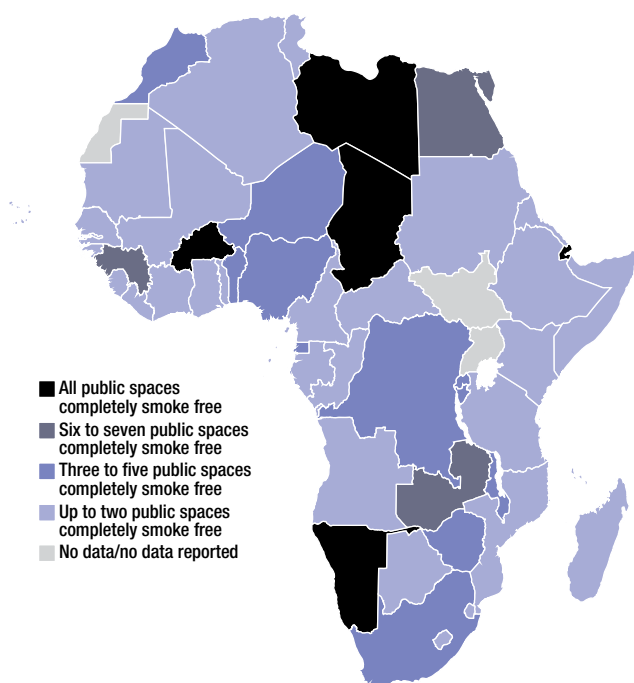 All public spaces
completely smoke free
Six to seven public spaces
completely smoke free
Three to five public spaces
completely smoke free
Up to two public spaces
completely smoke free
No data/no data reported